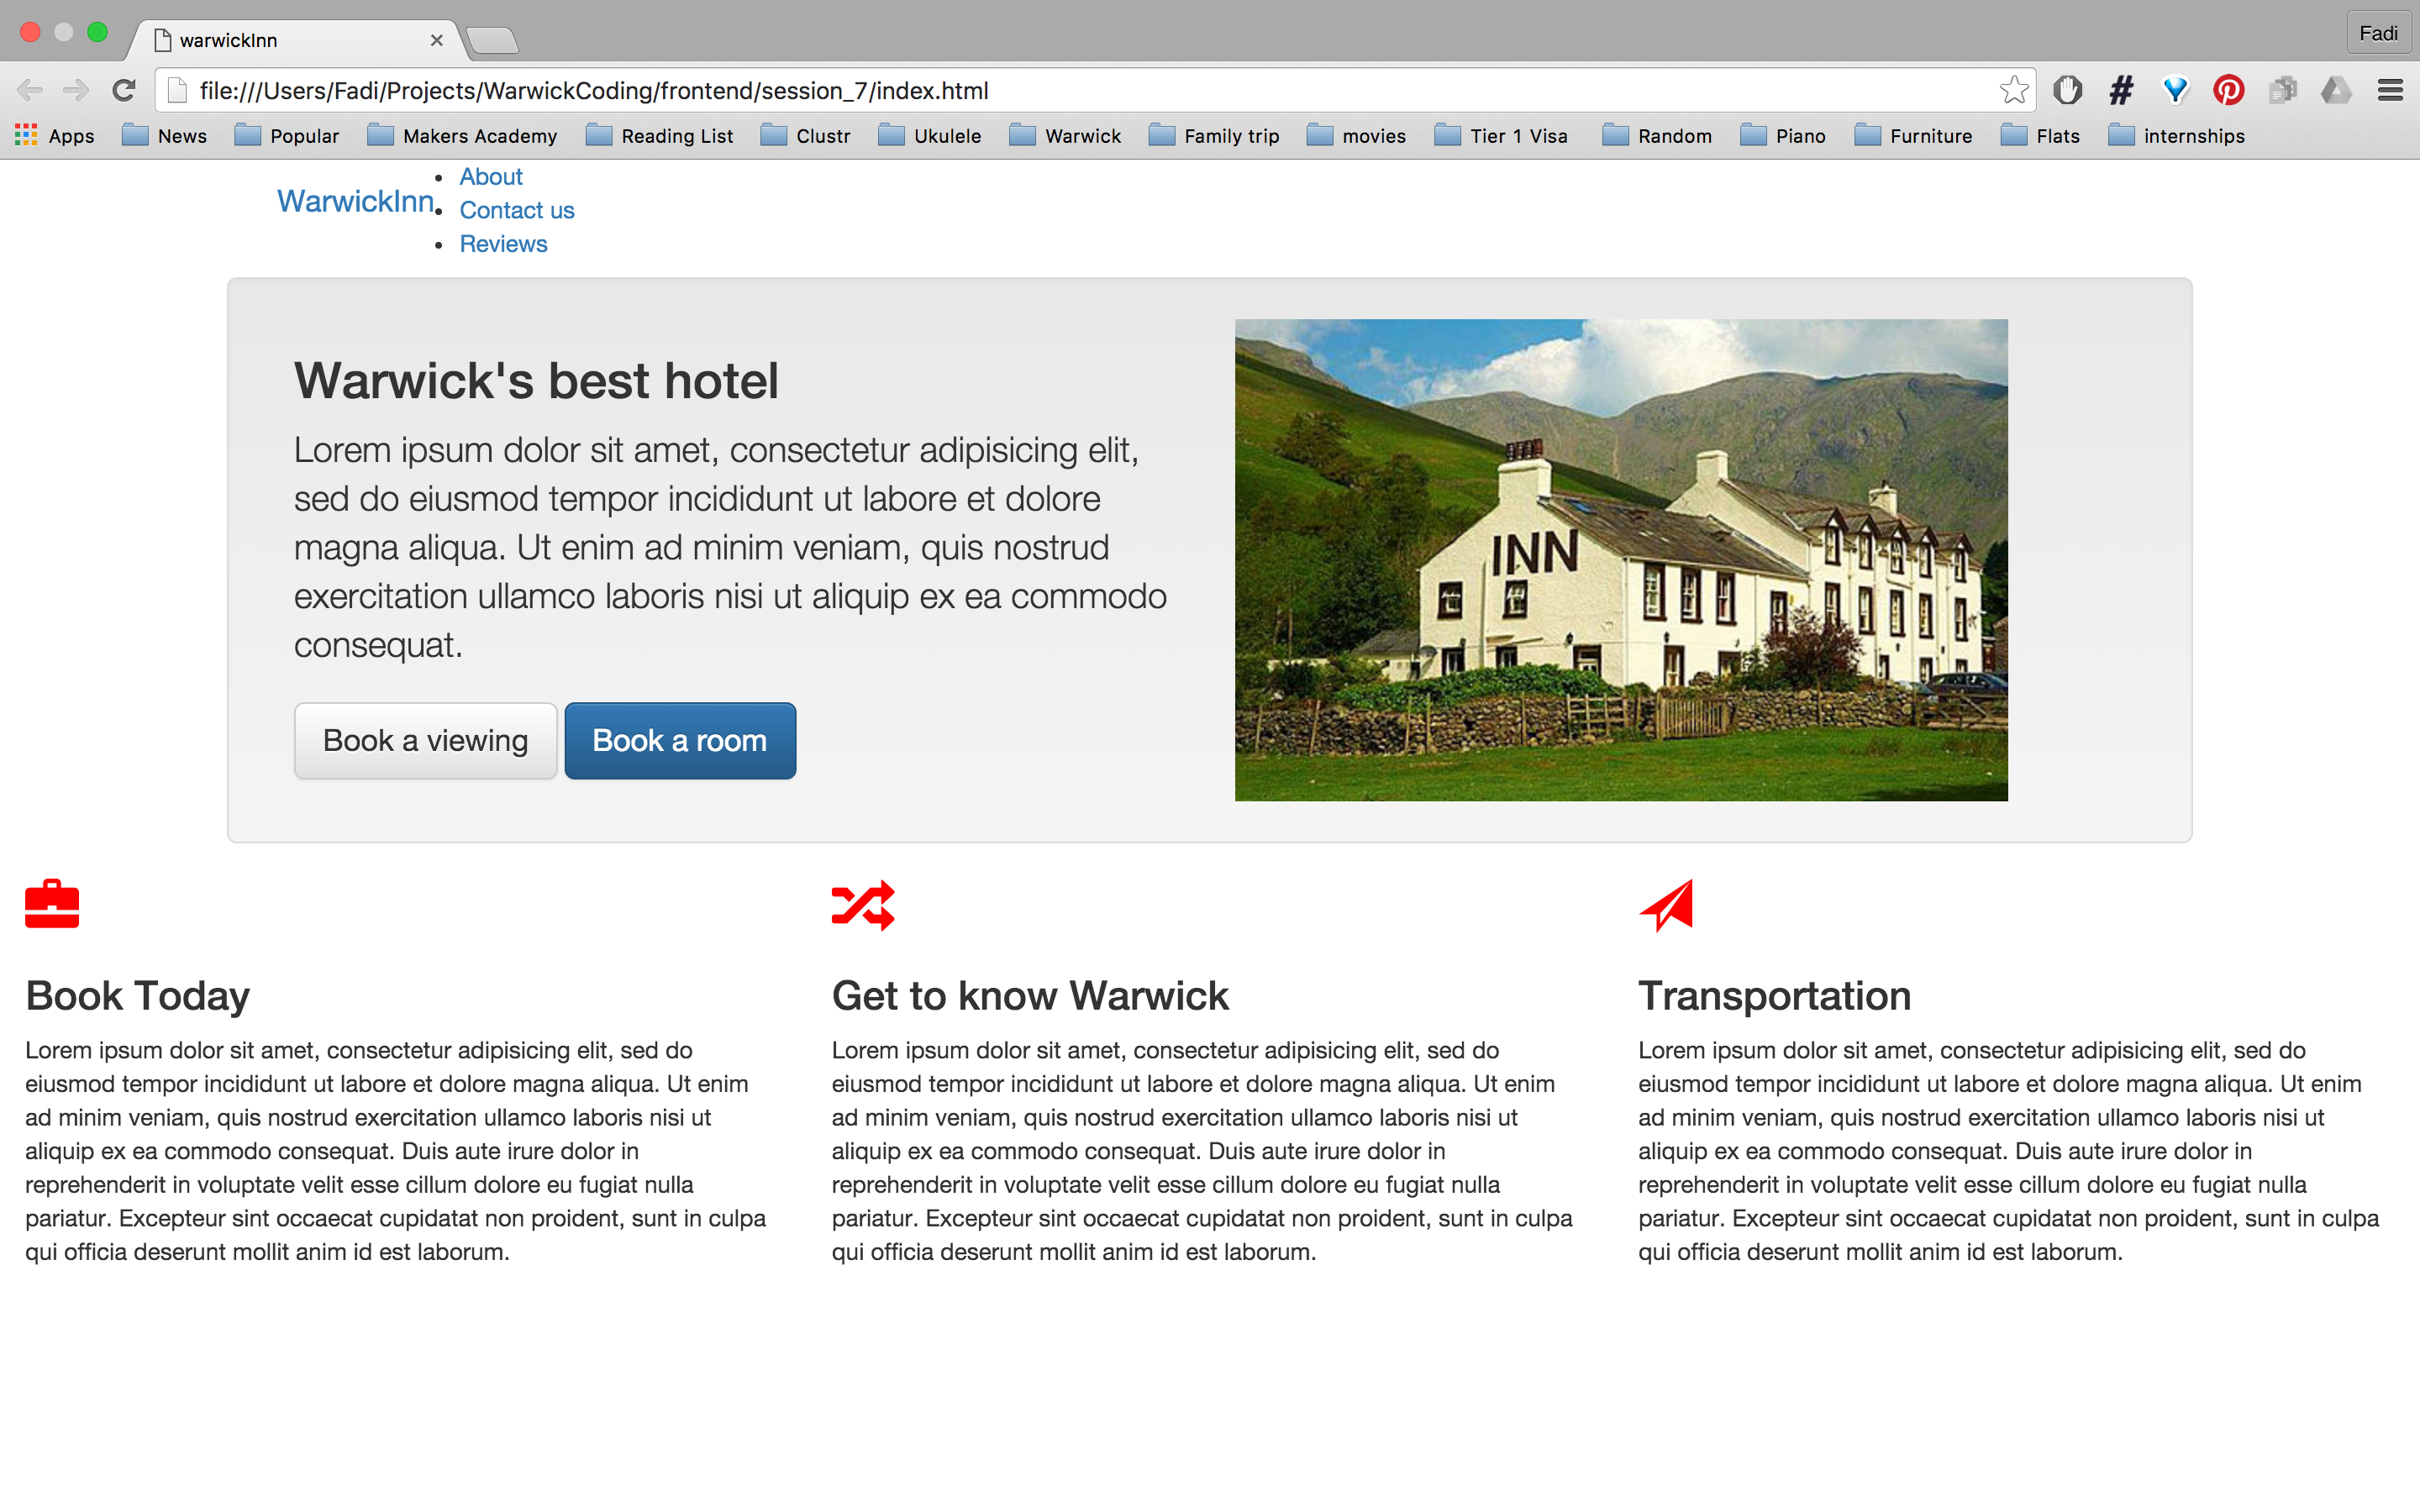 warwickInn
Fadi
file:///Users/Fadi/Projects/WarwickCoding/frontend/session_7/index.html
Apps News Popular Makers Academy Reading List Clustr Ukulele Warwick Family trip movies Tier 1 Visa Random Piano Furniture Flats internships
WarwickInn
About
Contact us
Reviews
Warwick's best hotel
Lorem ipsum dolor sit amet, consectetur adipisicing elit,
sed do eiusmod tempor incididunt ut labore et dolore
magna aliqua. Ut enim ad minim veniam, quis nostrud
exercitation ullamco laboris nisi ut aliquip ex ea commodo
consequat.
Book a viewing Book a room
INN
Book Today
Lorem ipsum dolor sit amet, consectetur adipisicing elit, sed do
eiusmod tempor incididunt ut labore et dolore magna aliqua. Ut enim
ad minim veniam, quis nostrud exercitation ullamco laboris nisi ut
aliquip ex ea commodo consequat. Duis aute irure dolor in
reprehenderit in voluptate velit esse cillum dolore eu fugiat nulla
pariatur. Excepteur sint occaecat cupidatat non proident, sunt in culpa
qui officia deserunt mollit anim id est laborum.
Get to know Warwick
Lorem ipsum dolor sit amet, consectetur adipisicing elit, sed do
eiusmod tempor incididunt ut labore et dolore magna aliqua. Ut enim
ad minim veniam, quis nostrud exercitation ullamco laboris nisi ut
aliquip ex ea commodo consequat. Duis aute irure dolor in
reprehenderit in voluptate velit esse cillum dolore eu fugiat nulla
pariatur. Excepteur sint occaecat cupidatat non proident, sunt in culpa
qui officia deserunt mollit anim id est laborum.
Transportation
Lorem ipsum dolor sit amet, consectetur adipisicing elit, sed do
eiusmod tempor incididunt ut labore et dolore magna aliqua. Ut enim
ad minim veniam, quis nostrud exercitation ullamco laboris nisi ut
aliquip ex ea commodo consequat. Duis aute irure dolor in
reprehenderit in voluptate velit esse cillum dolore eu fugiat nulla
pariatur. Excepteur sint occaecat cupidatat non proident, sunt in culpa
qui officia deserunt mollit anim id est laborum.